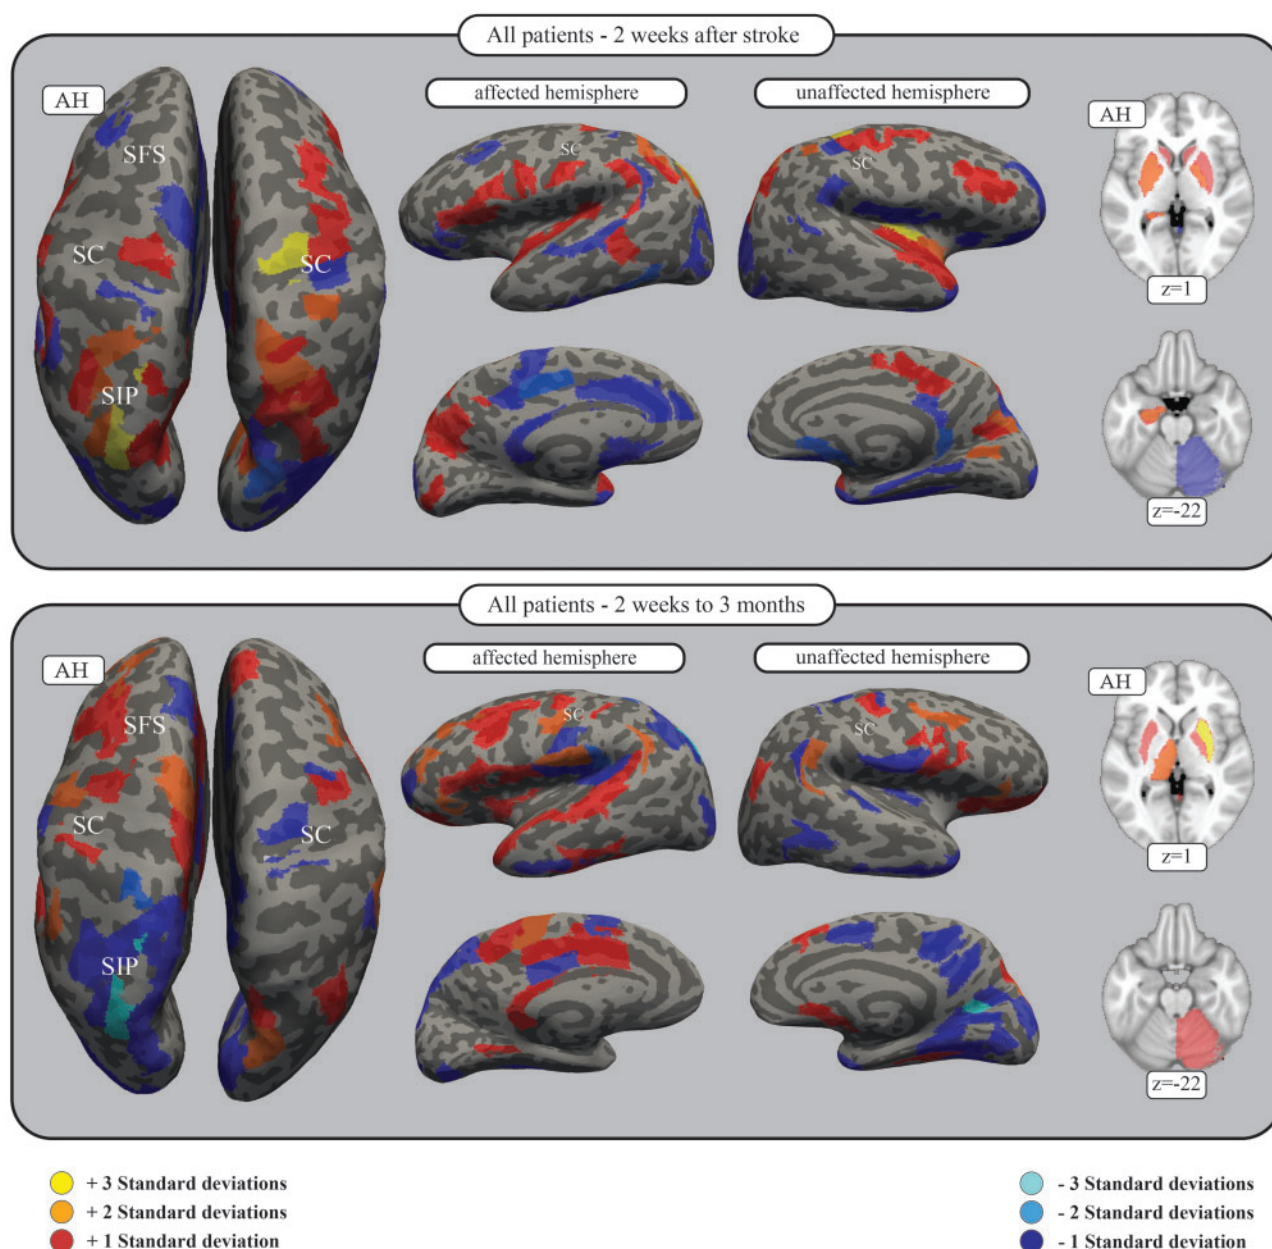 All patients - 2 weeks after stroke
AH
affected hemisphere
unaffected hemisphere
AH
SFS
SC
SC
SC
SC
SIP
z=1
z=-22
All patients - 2 weeks to 3 months
AH
affected hemisphere
unaffected hemisphere
AH
SFS
SC
SC
SC
SC
SIP
z=1
z=-22
+ 3 Standard deviations
+ 2 Standard deviations
+ 1 Standard deviation
- 3 Standard deviations
- 2 Standard deviations
- 1 Standard deviation